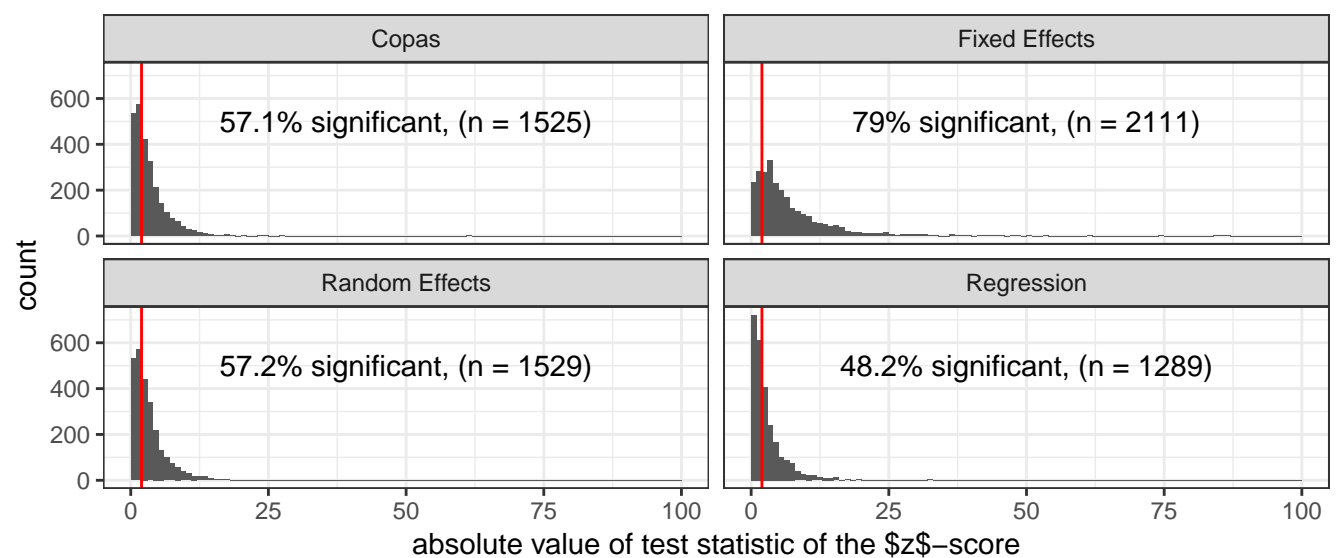 Copas
Fixed Effects
600
400
200
0
57.1% significant, (n = 1525)
79% significant, (n = 2111)
count
Random Effects
Regression
600
400
200
0
57.2% significant, (n = 1529)
48.2% significant, (n = 1289)
0 25 50 75 100
0 25 50 75 100
absolute value of test statistic of the $z$−score